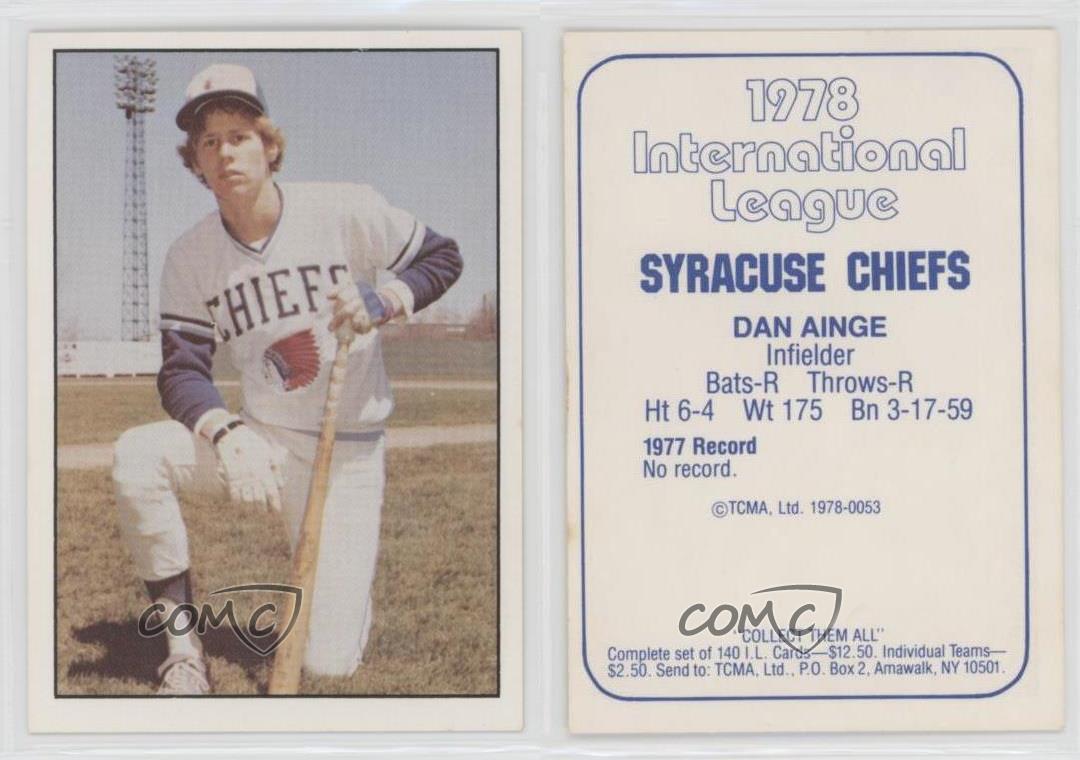 CHIEFS
COMC
1978
International
League
SYRACUSE CHIEFS
DAN AINGE
Infielder
Bats-R Throws-R
Ht 6-4 Wt 175 Bn 3-17-59
1977 Record
No record.
©TCMA, Ltd. 1978-0053
COMC
"COLLECT THEM ALL"
Complete set of 140 I.L. Cards—$12.50. Individual Teams—
$2.50. Send to: TCMA, Ltd., P.O. Box 2, Amawalk, NY 10501.